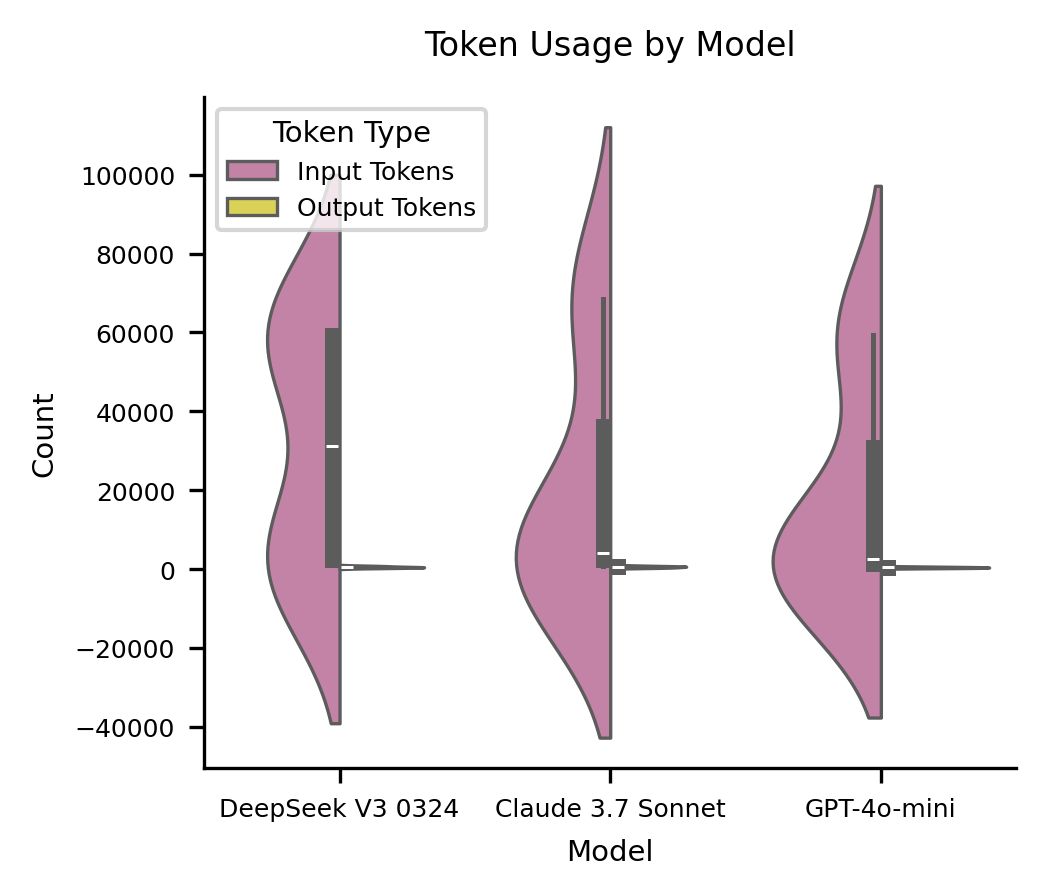 Token Usage by Model
Token Type
Input Tokens
Output Tokens
100000
80000
60000
40000
20000
0
−20000
−40000
Count
DeepSeek V3 0324
Claude 3.7 Sonnet
GPT-4o-mini
Model